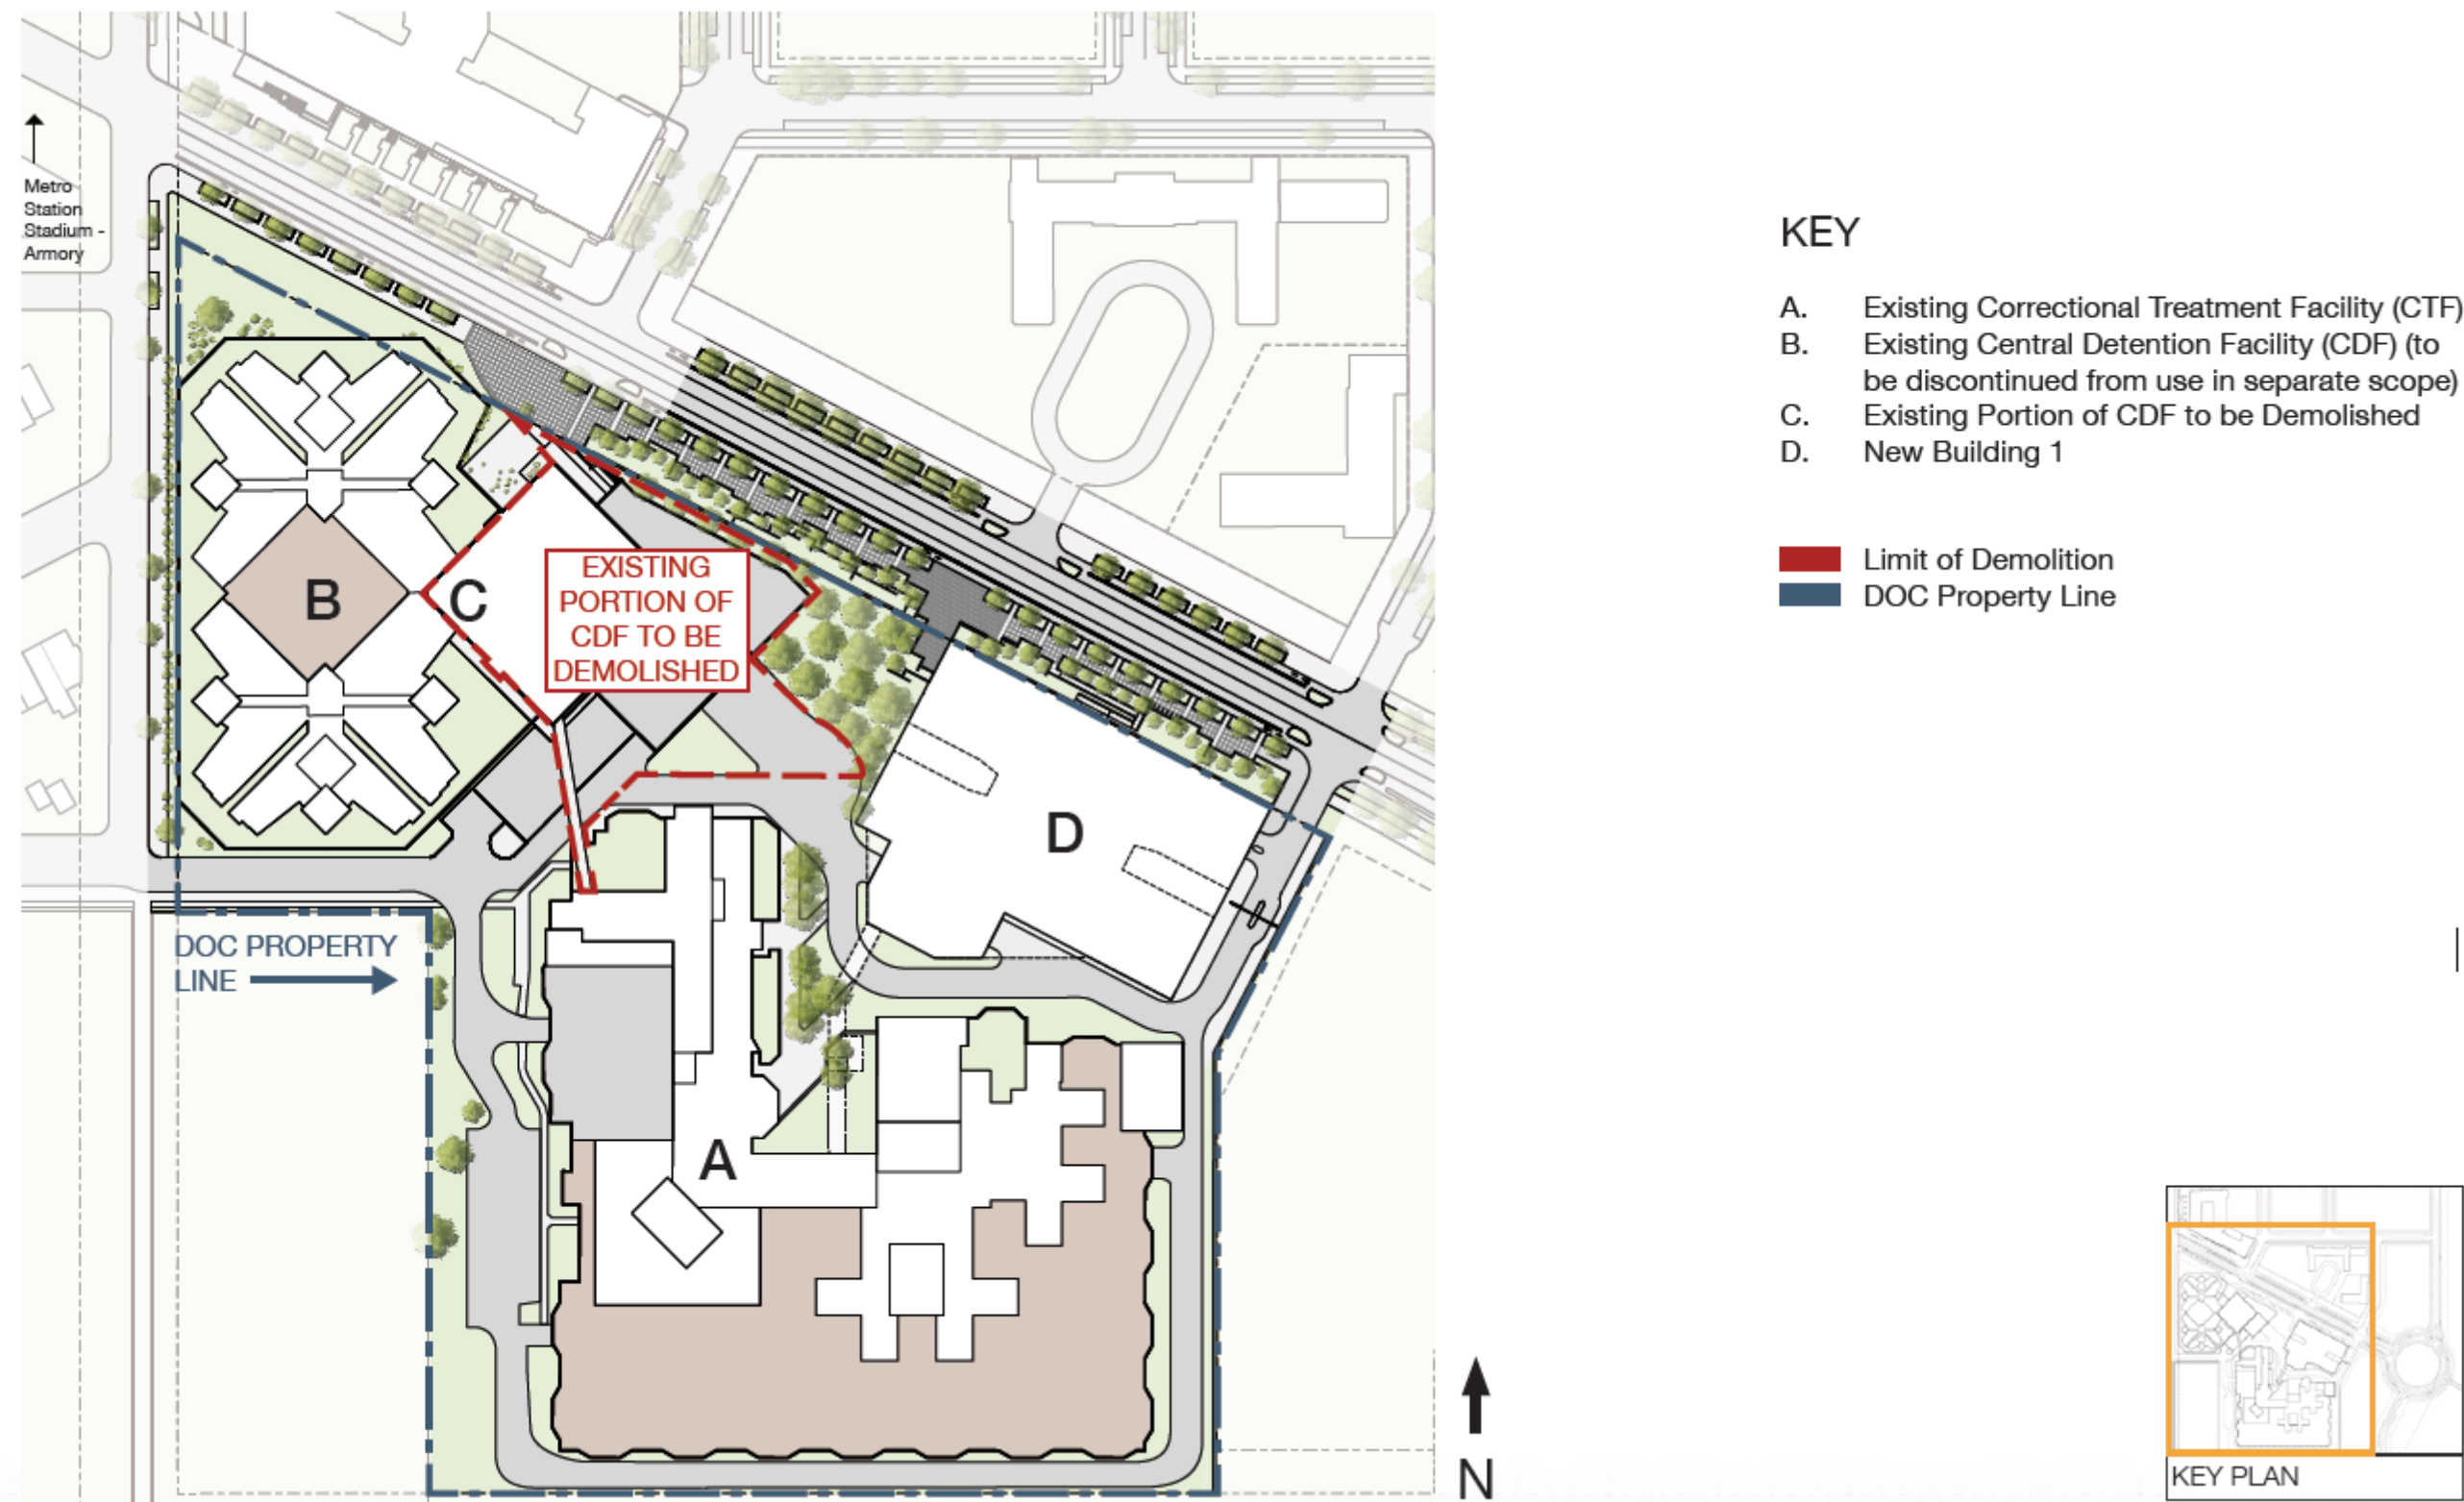 Metro
Station
Stadium -
Armory
B
C
EXISTING
PORTION OF
CDF TO BE
DEMOLISHED
D
DOC PROPERTY
LINE
A
N
KEY
A. Existing Correctional Treatment Facility (CTF)
B. Existing Central Detention Facility (CDF) (to
be discontinued from use in separate scope)
C. Existing Portion of CDF to be Demolished
D. New Building 1
Limit of Demolition
DOC Property Line
KEY PLAN